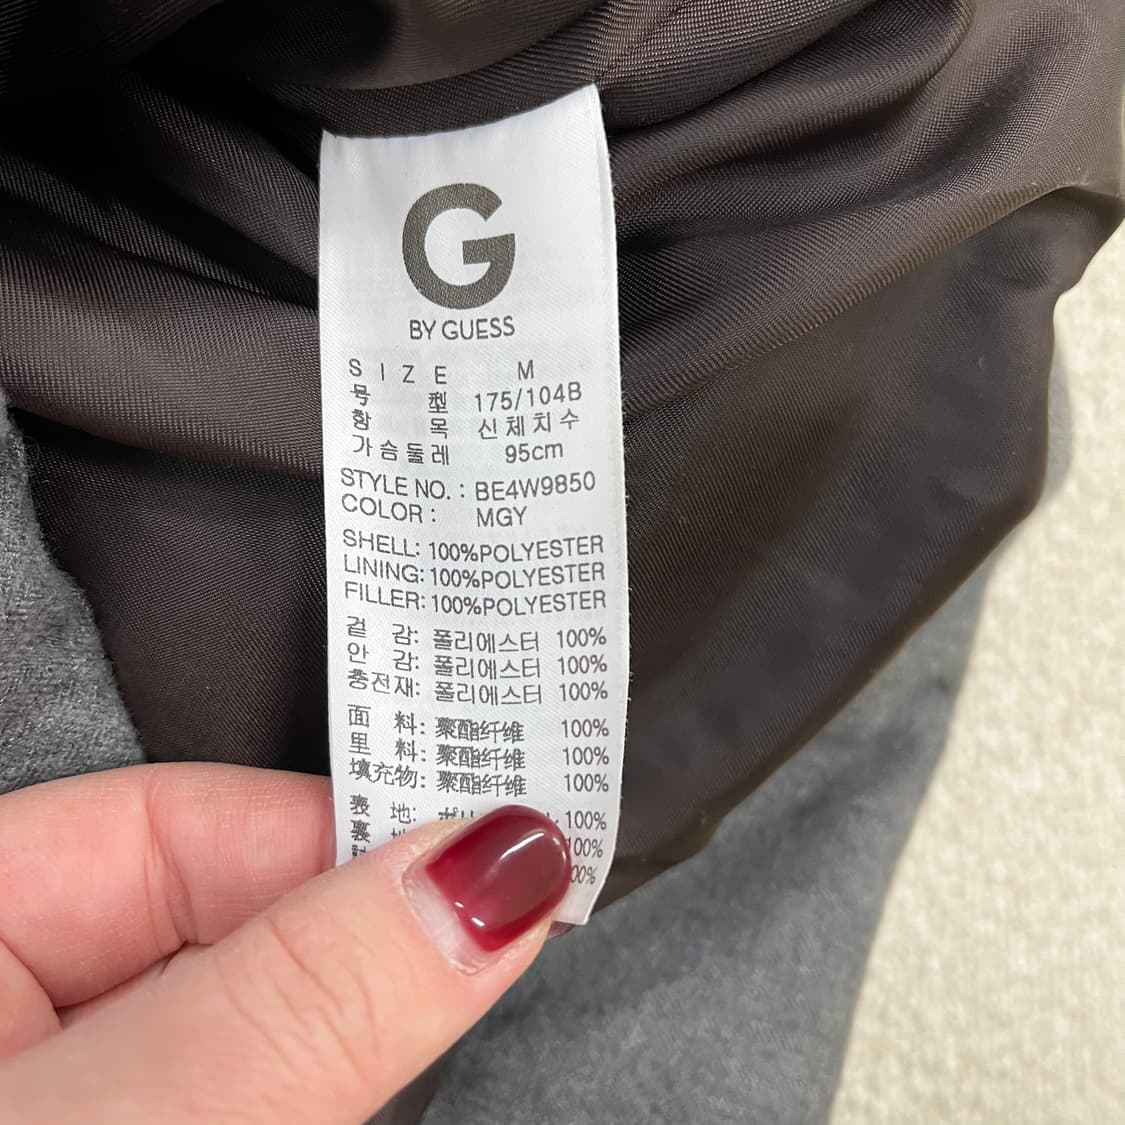 G
BY GUESS
SIZE M
号型 175/104B
항목 신체치수
가슴둘레 95cm
STYLE NO. : BE4W9850
COLOR : MGY
SHELL: 100%POLYESTER
LINING: 100%POLYESTER
FILLER: 100%POLYESTER
겉감: 폴리에스터 100%
안감: 폴리에스터 100%
충전재: 폴리에스터 100%
面料: 聚酯纤维 100%
里料: 聚酯纤维 100%
填充物: 聚酯纤维 100%
表地: 100%
裏 100%
00%